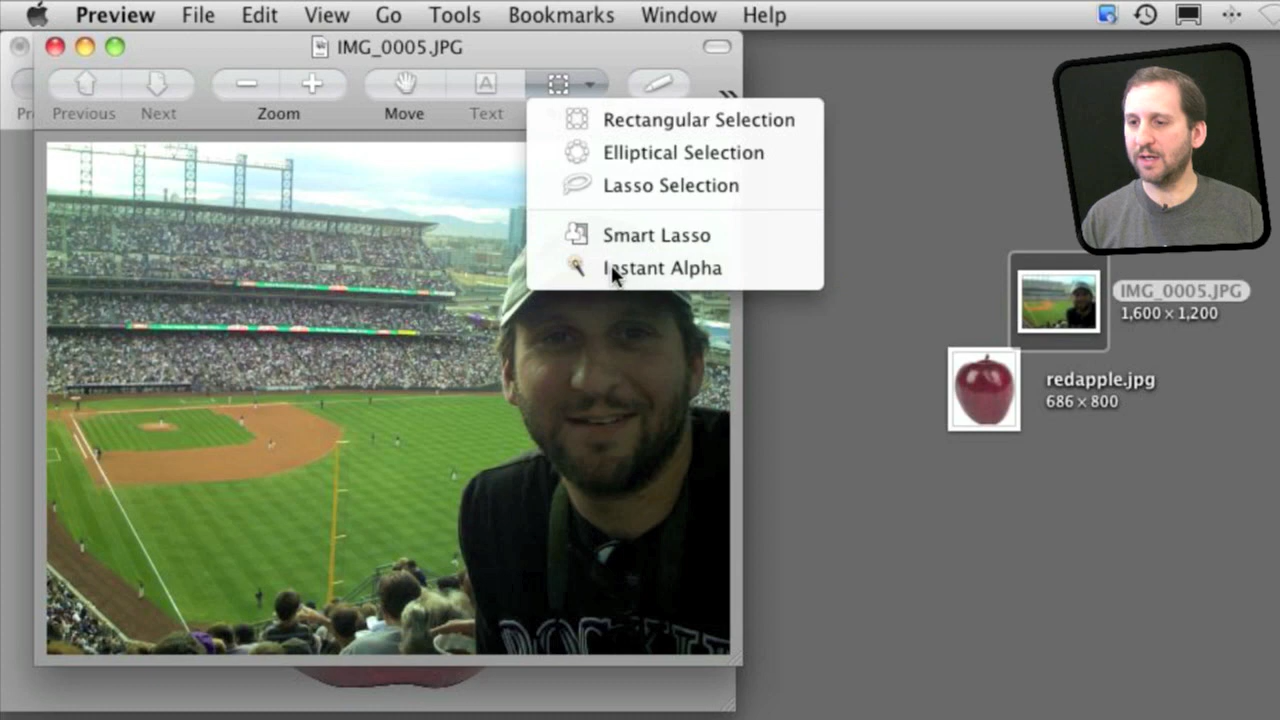 Preview File Edit View Go Tools Bookmarks Window Help
IMG_0005.JPG
Previous Next Zoom Move A Text
Rectangular Selection
Elliptical Selection
Lasso Selection
Smart Lasso
Instant Alpha
IMG_0005.JPG
1,600 × 1,200
redapple.jpg
686 × 800